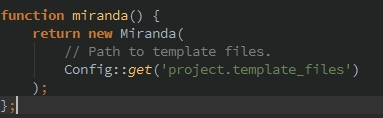 function miranda() {
    return new Miranda(
        // Path to template files.
        Config::get('project.template_files')
    );
};